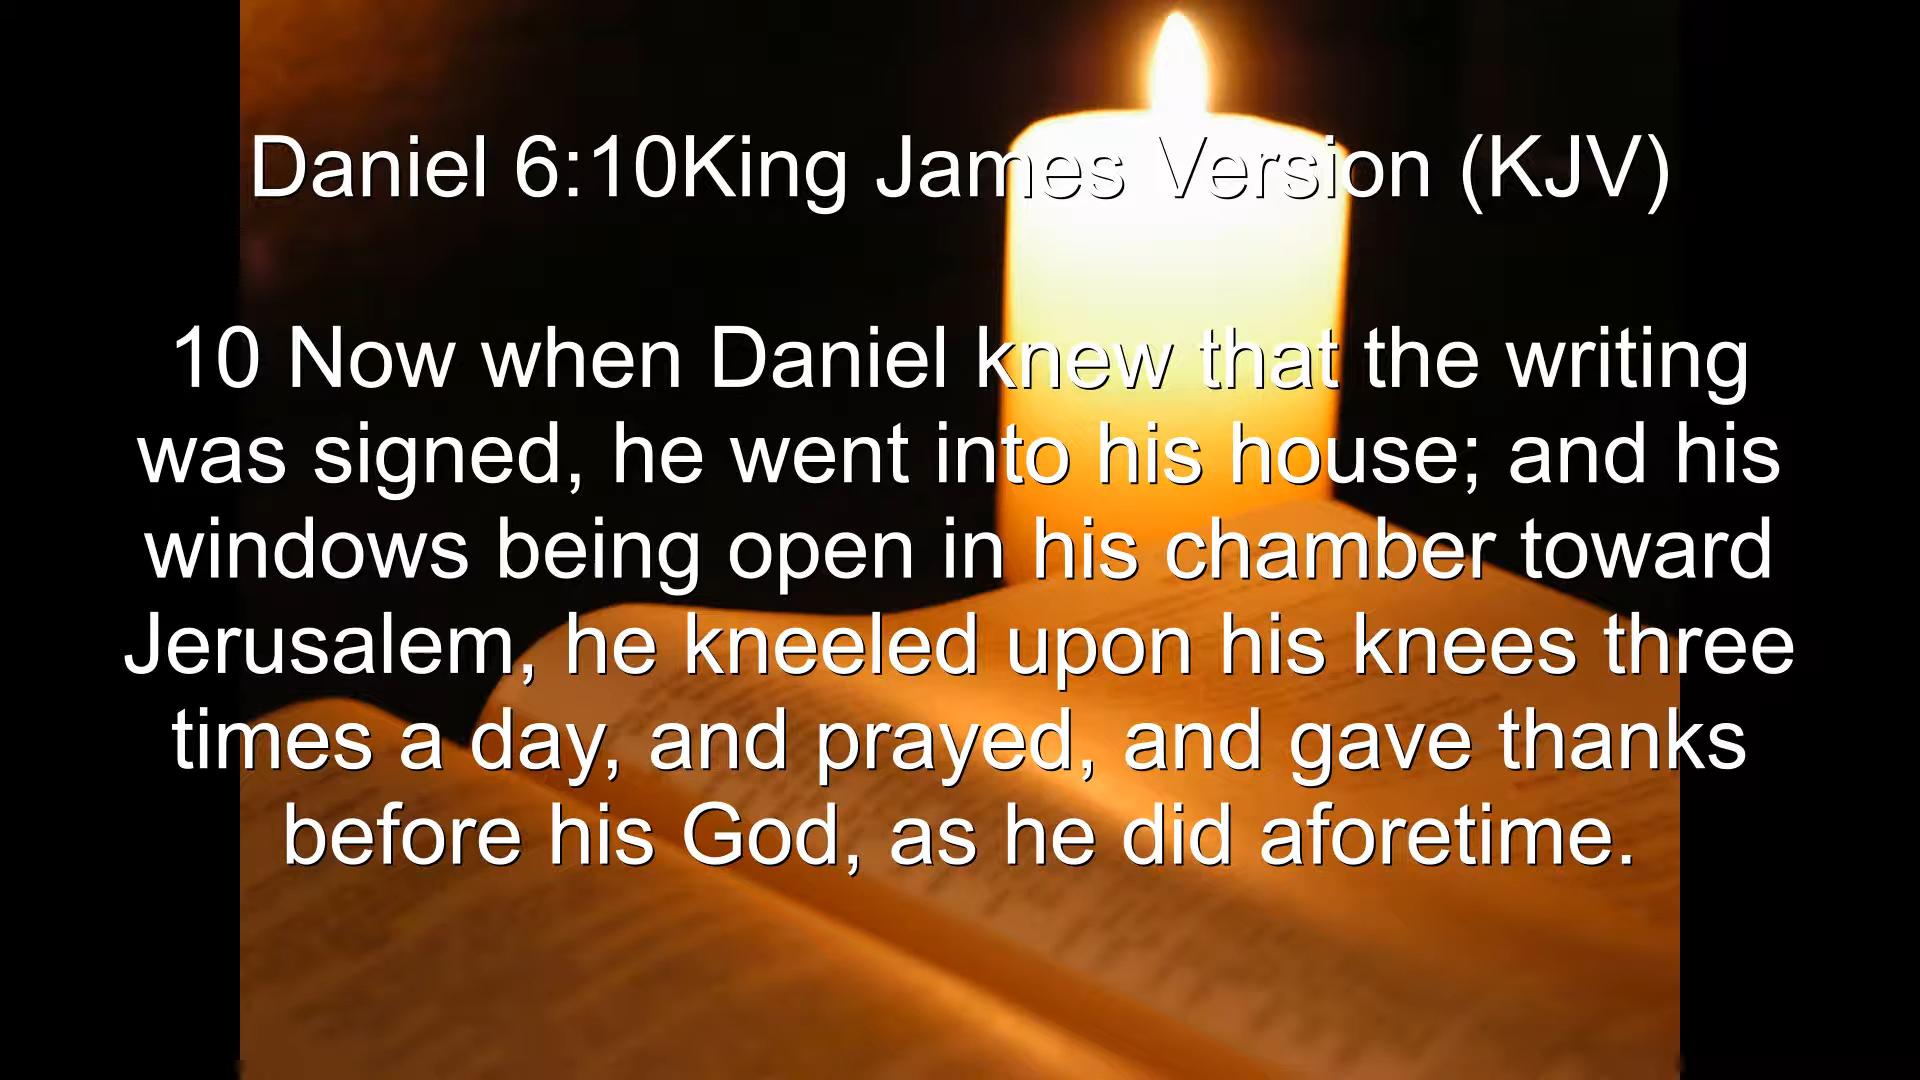 Daniel 6:10King James Version (KJV)
10 Now when Daniel knew that the writing
was signed, he went into his house; and his
windows being open in his chamber toward
Jerusalem, he kneeled upon his knees three
times a day, and prayed, and gave thanks
before his God, as he did aforetime.